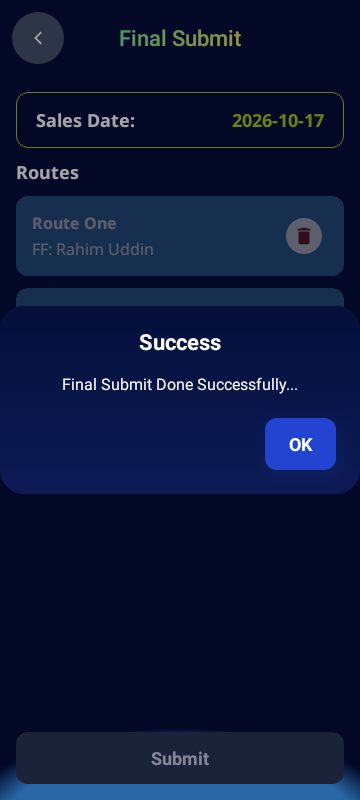 Final Submit
Sales Date: 2026-10-17
Routes
Route One
FF: Rahim Uddin
Success
Final Submit Done Successfully...
OK
Submit